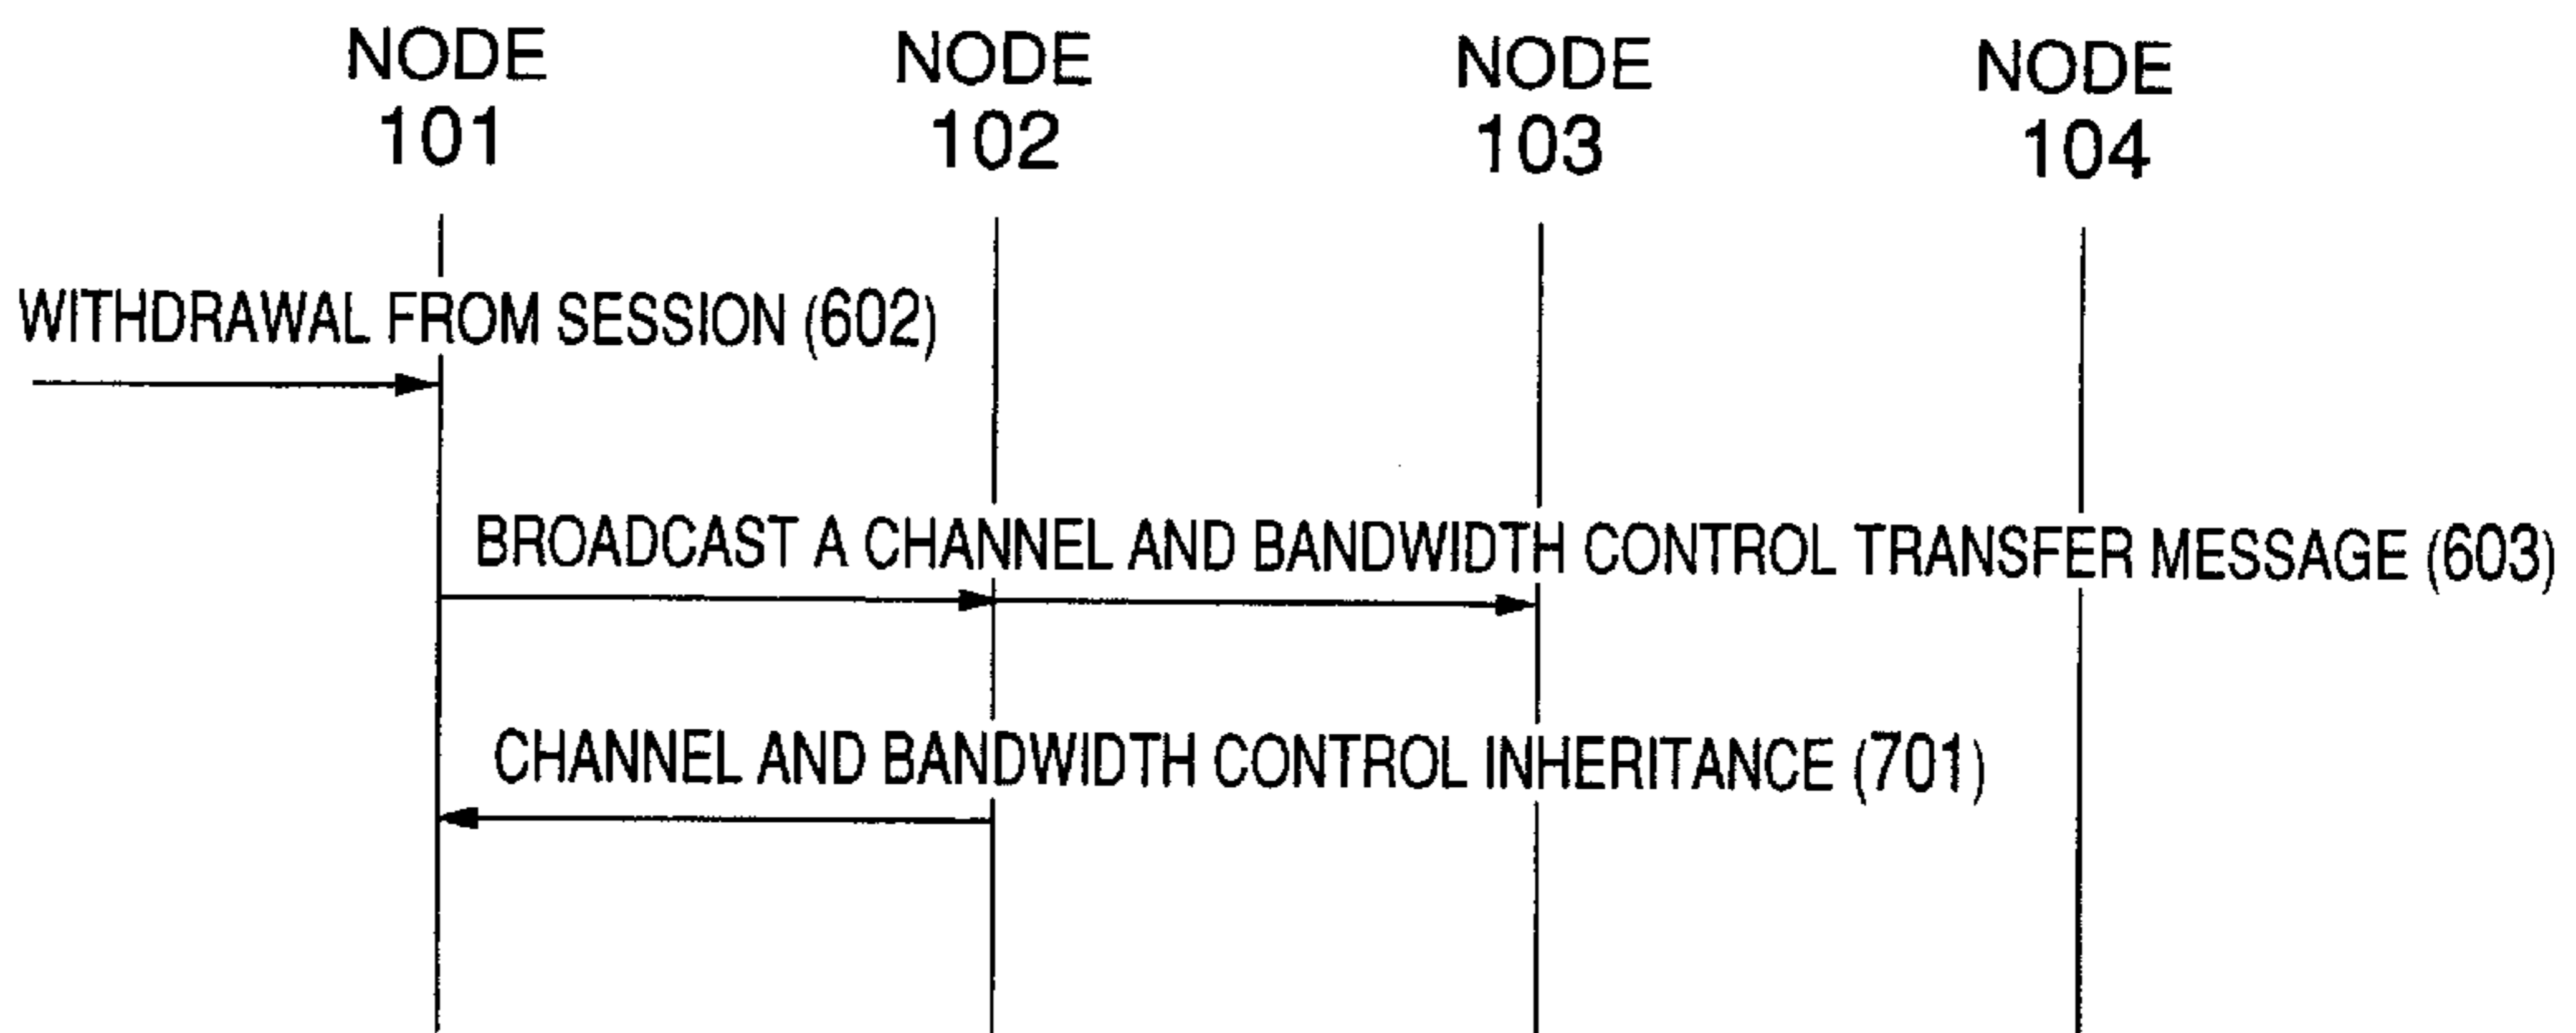 NODE NODE NODE NODE
101 102 103 104
WITHDRAWAL FROM SESSION (602)
BROADCAST A CHANNEL AND BANDWIDTH CONTROL TRANSFER MESSAGE (603)
CHANNEL AND BANDWIDTH CONTROL INHERITANCE (701)